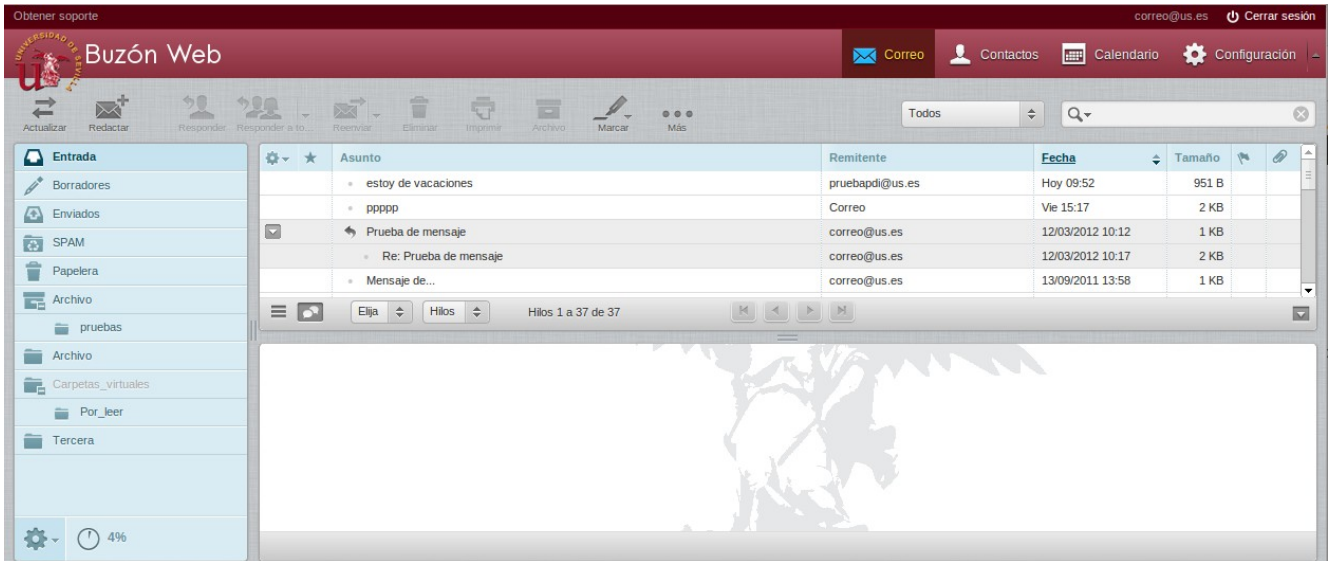 Obtener soporte correo@us.es Cerrar sesión
UNIVERSIDAD DE SEVILLA
Buzón Web Correo Contactos Calendario Configuración
Actualizar Redactar Responder Responder a to... Reenviar Eliminar Imprimir Archivo Marcar Más Todos
Entrada
Borradores
Enviados
SPAM
Papelera
Archivo
pruebas
Archivo
Carpetas_virtuales
Por_leer
Tercera
4%
Asunto Remitente Fecha Tamaño
estoy de vacaciones pruebapdi@us.es Hoy 09:52 951 B
ppppp Correo Vie 15:17 2 KB
Prueba de mensaje correo@us.es 12/03/2012 10:12 1 KB
Re: Prueba de mensaje correo@us.es 12/03/2012 10:17 2 KB
Mensaje de... correo@us.es 13/09/2011 13:58 1 KB
Elija Hilos Hilos 1 a 37 de 37